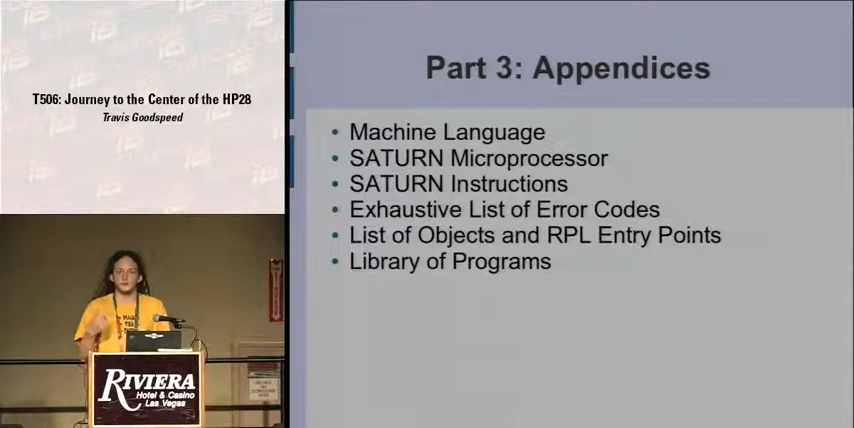 T506: Journey to the Center of the HP28
Travis Goodspeed
Part 3: Appendices
• Machine Language
• SATURN Microprocessor
• SATURN Instructions
• Exhaustive List of Error Codes
• List of Objects and RPL Entry Points
• Library of Programs
RIVIERA
Hotel & Casino
Las Vegas